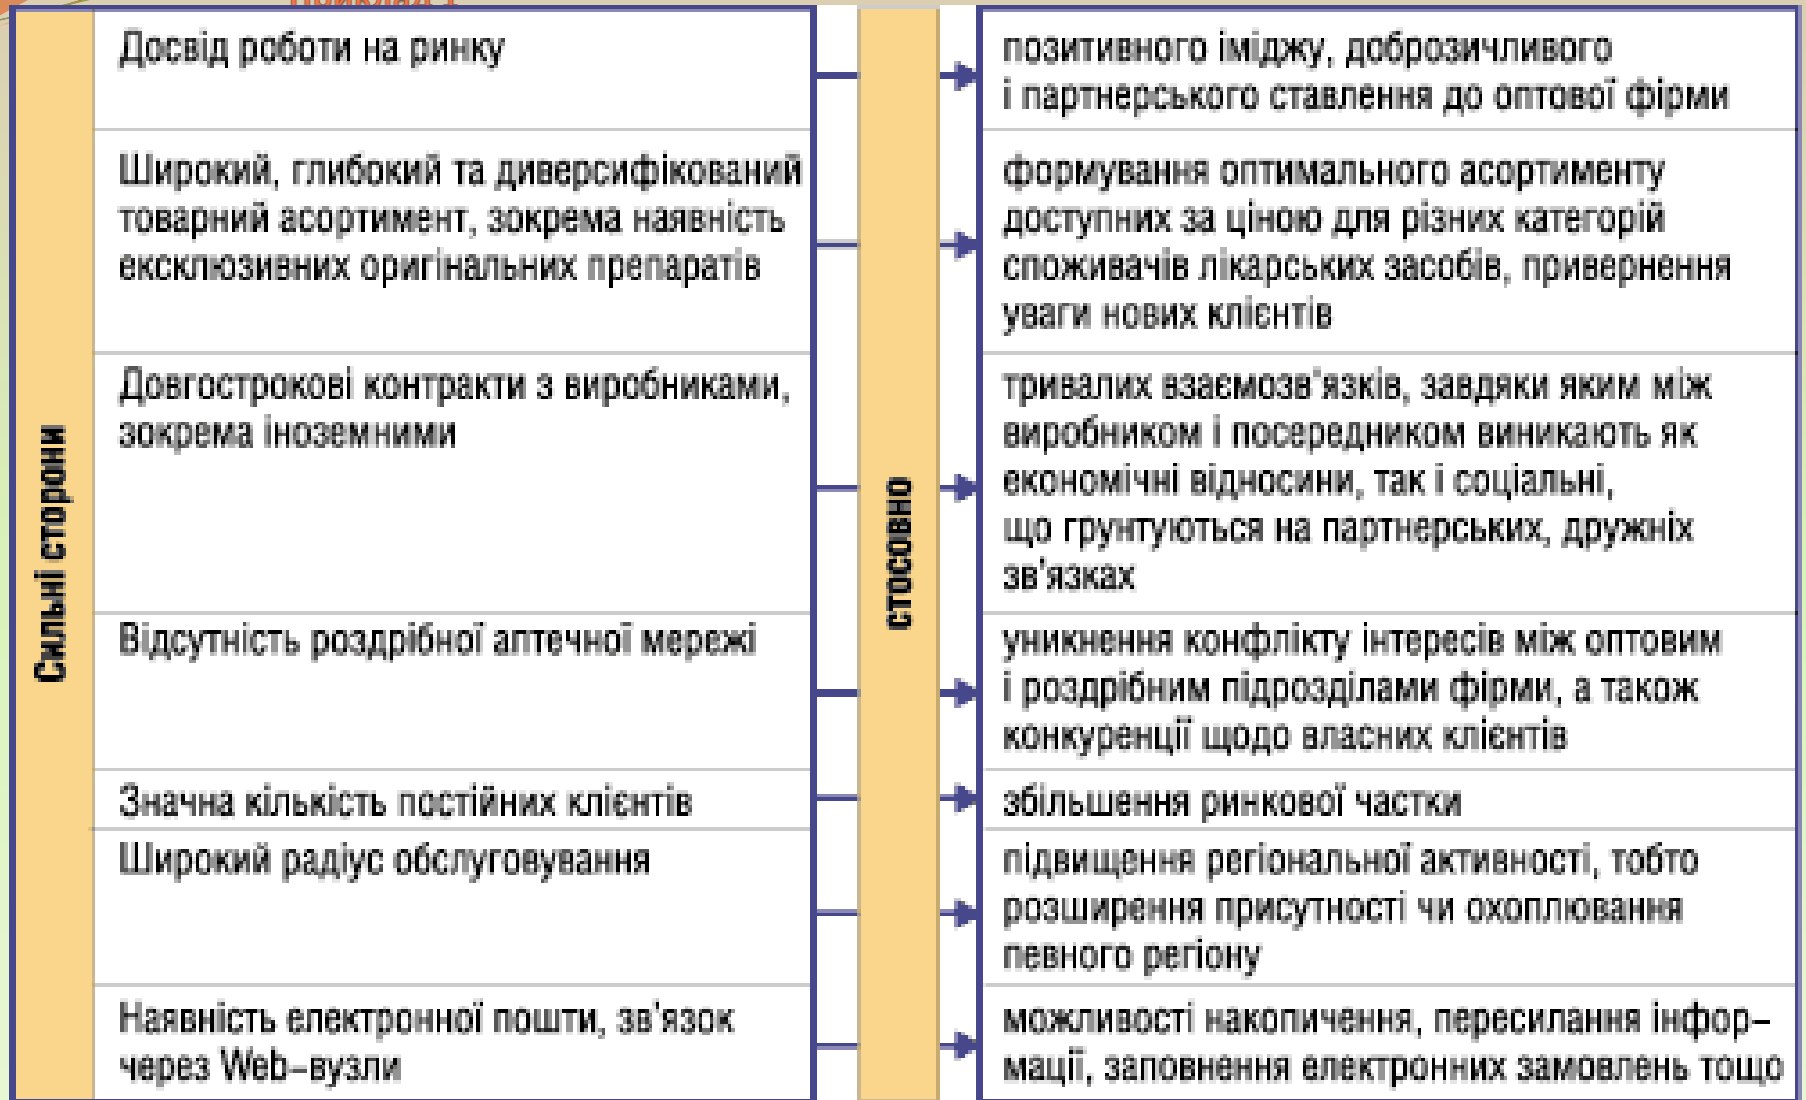 Приклад 1
Сильні сторони
стосовно
Досвід роботи на ринку
позитивного іміджу, доброзичливого
і партнерського ставлення до оптової фірми
Широкий, глибокий та диверсифікований
товарний асортимент, зокрема наявність
ексклюзивних оригінальних препаратів
формування оптимального асортименту
доступних за ціною для різних категорій
споживачів лікарських засобів, привернення
уваги нових клієнтів
Довгострокові контракти з виробниками,
зокрема іноземними
тривалих взаємозв'язків, завдяки яким між
виробником і посередником виникають як
економічні відносини, так і соціальні,
що грунтуються на партнерських, дружніх
зв'язках
Відсутність роздрібної аптечної мережі
уникнення конфлікту інтересів між оптовим
і роздрібним підрозділами фірми, а також
конкуренції щодо власних клієнтів
Значна кількість постійних клієнтів
збільшення ринкової частки
Широкий радіус обслуговування
підвищення регіональної активності, тобто
розширення присутності чи охоплювання
певного регіону
Наявність електронної пошти, зв'язок
через Web–вузли
можливості накопичення, пересилання інфор–
мації, заповнення електронних замовлень тощо